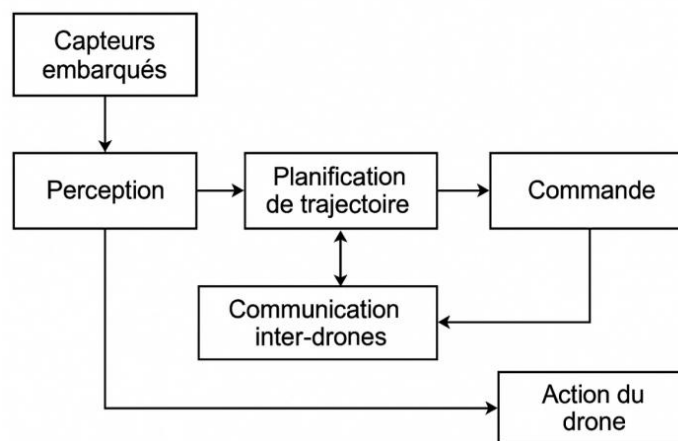 Capteurs
embarqués
Perception
Planification
de trajectoire
Commande
Communication
inter-drones
Action du
drone